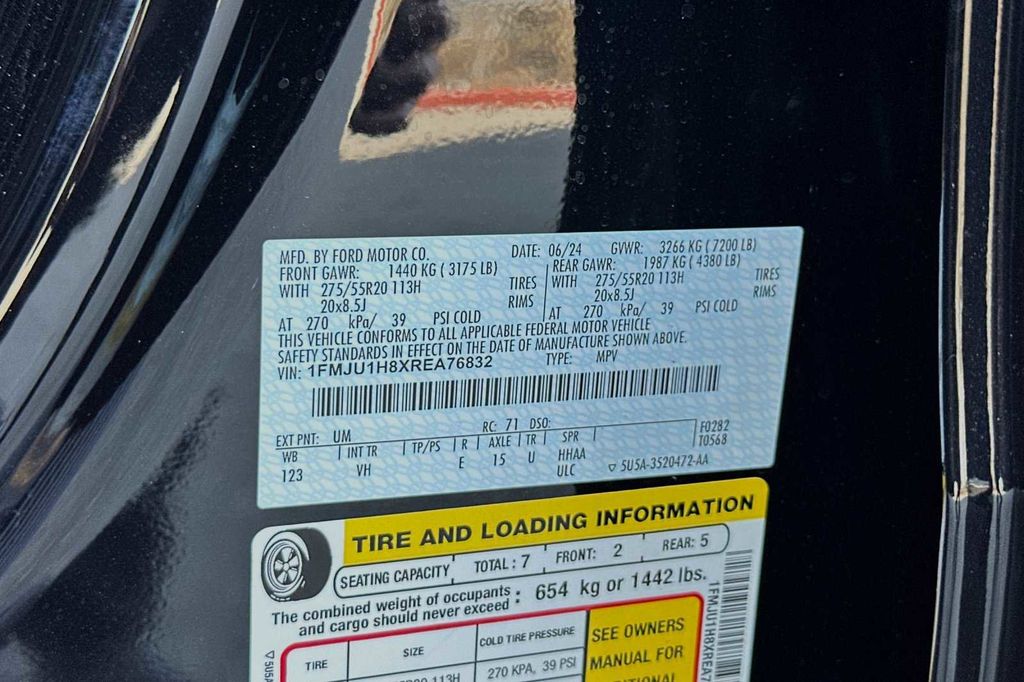 MFD. BY FORD MOTOR CO. DATE: 06/24 GVWR: 3266 KG ( 7200 LB)
FRONT GAWR: 1440 KG ( 3175 LB) REAR GAWR: 1987 KG ( 4380 LB)
WITH 275/55R20 113H TIRES WITH 275/55R20 113H TIRES
20x8.5J RIMS 20x8.5J RIMS
AT 270 kPa/ 39 PSI COLD AT 270 kPa/ 39 PSI COLD
THIS VEHICLE CONFORMS TO ALL APPLICABLE FEDERAL MOTOR VEHICLE
SAFETY STANDARDS IN EFFECT ON THE DATE OF MANUFACTURE SHOWN ABOVE.
VIN: 1FMJU1H8XREA76832 TYPE: MPV
EXT PNT: UM RC: 71 DSO: F0282
WB INT TR TP/PS R AXLE TR SPR T0568
123 VH E 15 U HHAA
ULC ▽ 5U5A-3520472-AA
TIRE AND LOADING INFORMATION
SEATING CAPACITY TOTAL : 7 FRONT: 2 REAR: 5
The combined weight of occupants
and cargo should never exceed : 654 kg or 1442 lbs.
TIRE SIZE COLD TIRE PRESSURE SEE OWNERS
113H 270 KPA, 39 PSI MANUAL FOR
1FMJU1H8XREA7
▽ 5U5A